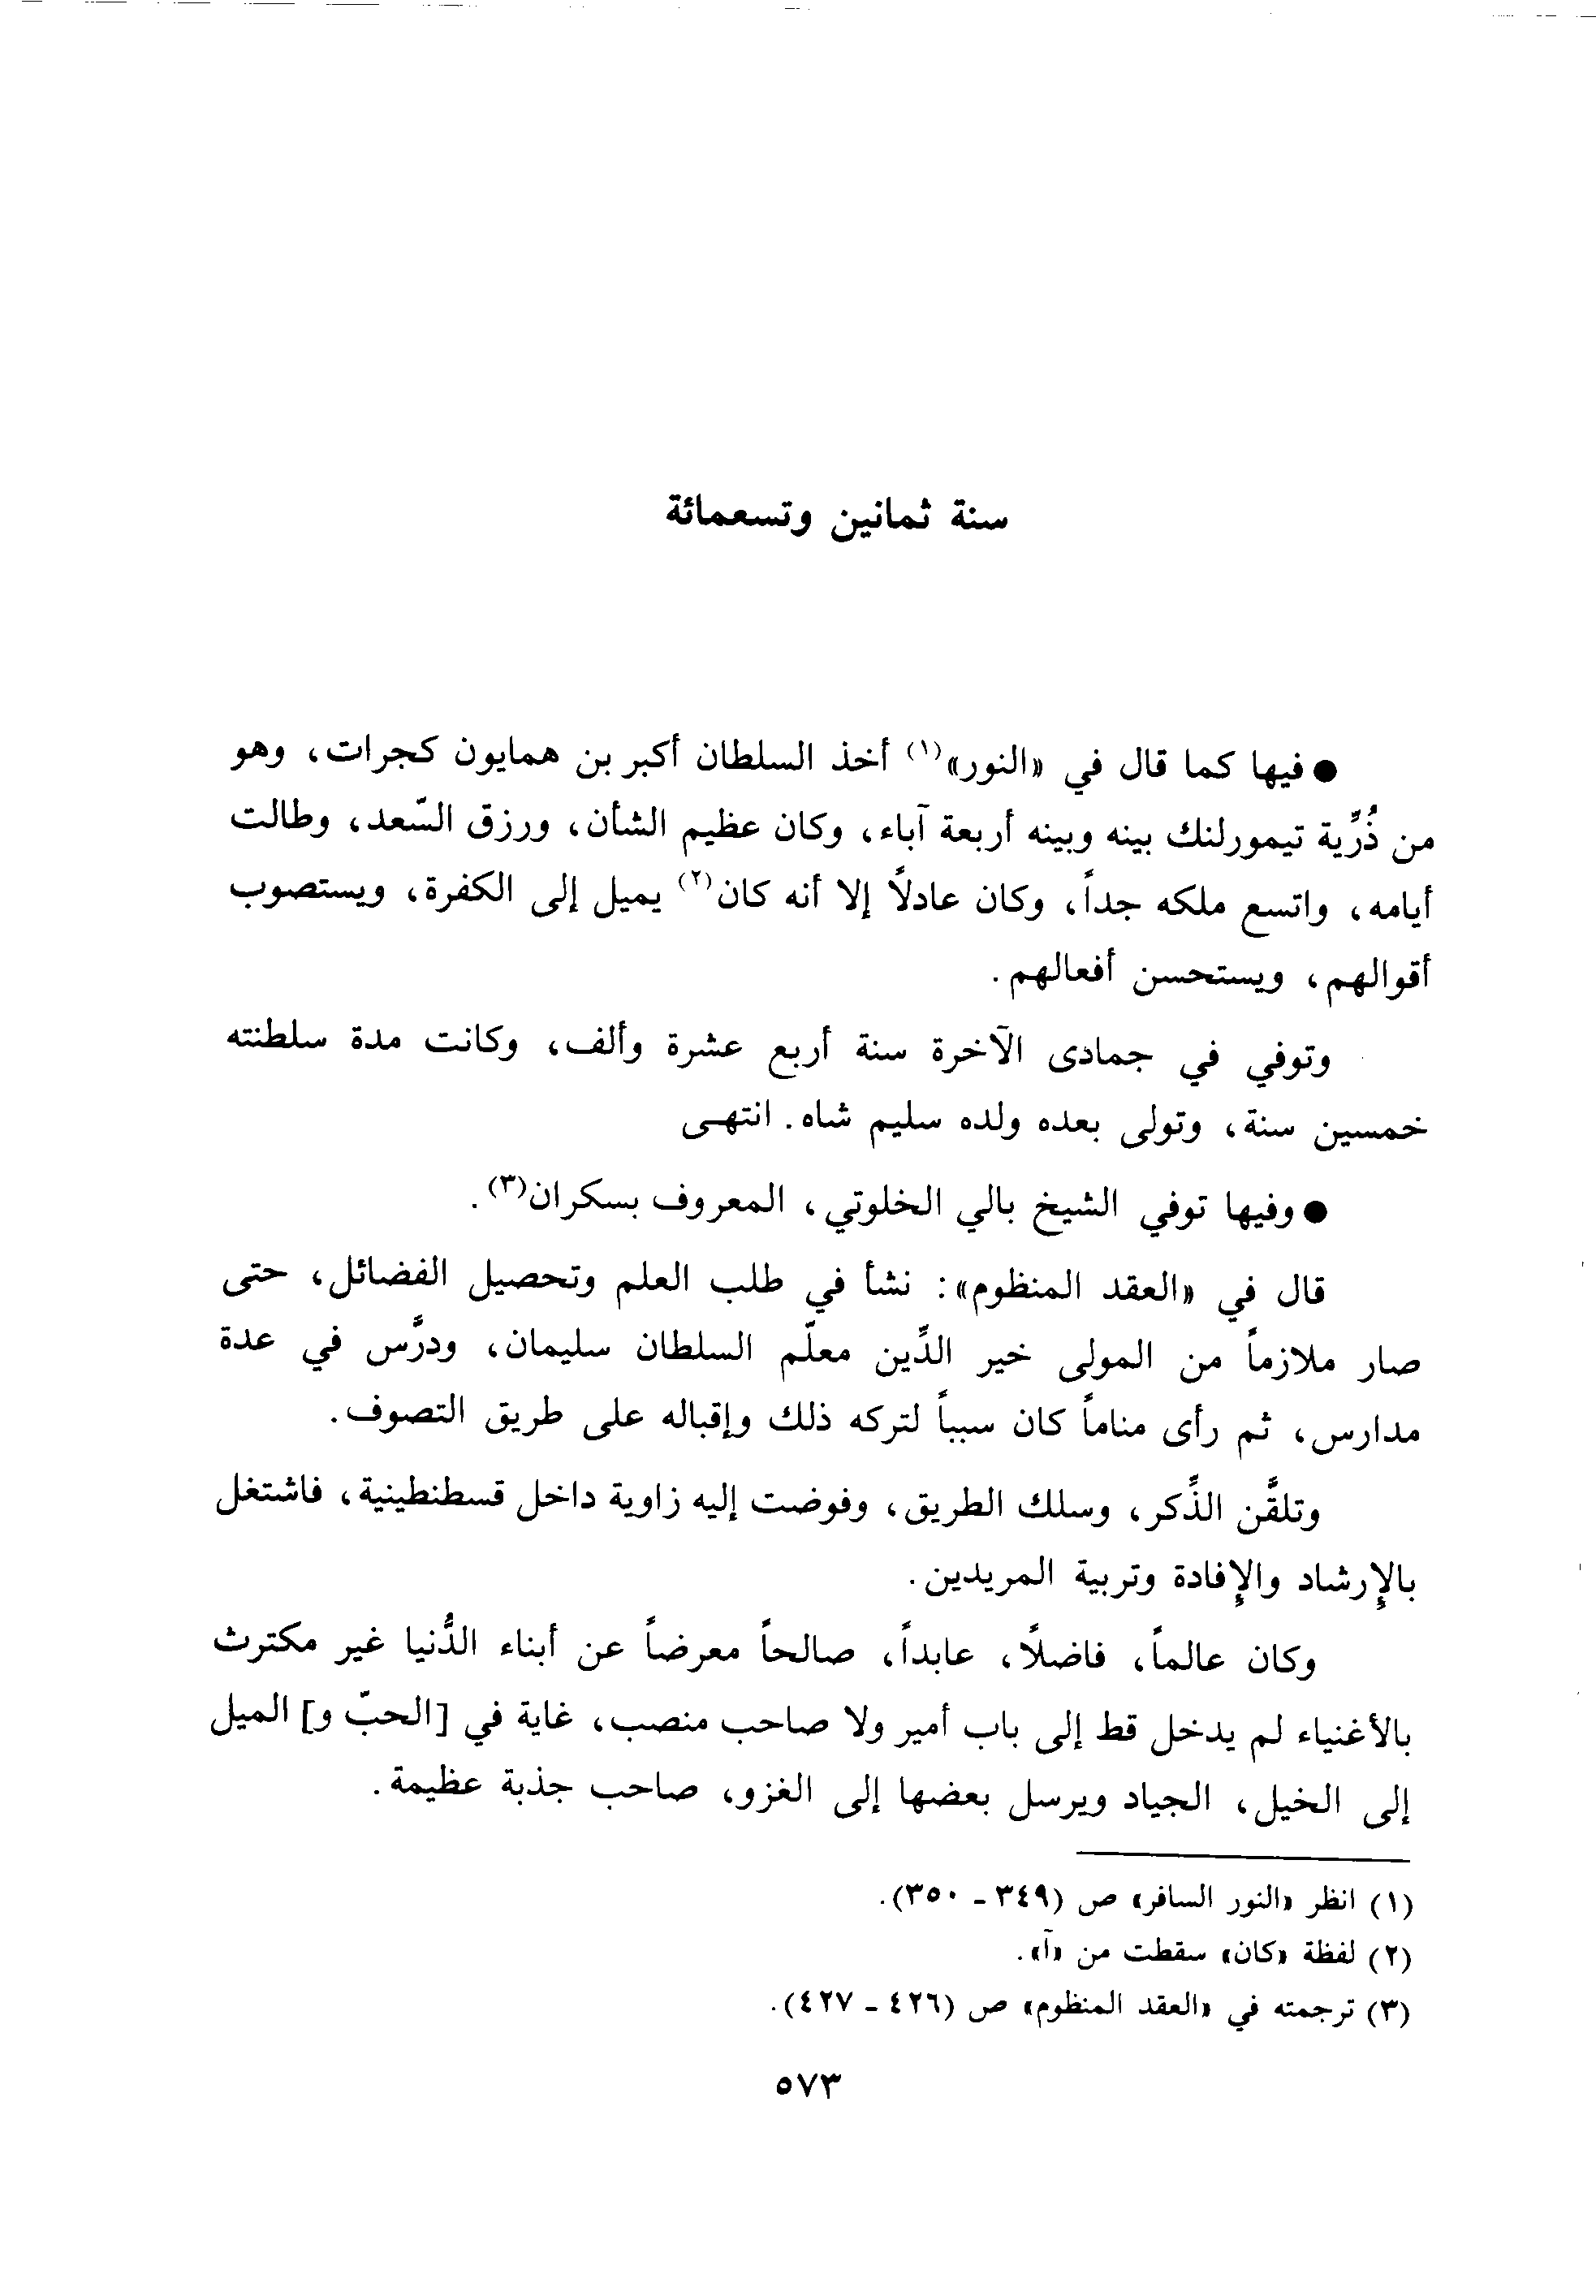 سنة ثمانين وتسعمائة
● فيها كما قال في «النور»(١) أخذ السلطان أكبر بن همايون كجرات، وهو
من ذُرِّية تيمورلنك بينه وبينه أربعة آباء، وكان عظيم الشأن، ورزق السّعد، وطالت
أيامه، واتسع ملكه جداً، وكان عادلاً إلا أنه كان(٢) يميل إلى الكفرة، ويستصوب
أقوالهم، ويستحسن أفعالهم.
وتوفي في جمادى الآخرة سنة أربع عشرة وألف، وكانت مدة سلطنته
خمسين سنة، وتولى بعده ولده سليم شاه. انتهى
● وفيها توفي الشيخ بالي الخلوتي، المعروف بسكران(٣).
قال في «العقد المنظوم»: نشأ في طلب العلم وتحصيل الفضائل، حتى
صار ملازماً من المولى خير الدِّين معلّم السلطان سليمان، ودرَّس في عدة
مدارس، ثم رأى مناماً كان سبباً لتركه ذلك وإقباله على طريق التصوف.
وتلقَّن الذِّكر، وسلك الطريق، وفوضت إليه زاوية داخل قسطنطينية، فاشتغل
بالإِرشاد والإِفادة وتربية المريدين.
وكان عالماً، فاضلًا، عابداً، صالحاً معرضاً عن أبناء الدُّنيا غير مكترث
بالأغنياء لم يدخل قط إلى باب أمير ولا صاحب منصب، غاية في [الحبّ و] الميل
إلى الخيل، الجياد ويرسل بعضها إلى الغزو، صاحب جذبة عظيمة.
(١) انظر «النور السافر» ص (٣٤٩ - ٣٥٠).
(٢) لفظة «كان» سقطت من «آ».
(٣) ترجمته في «العقد المنظوم» ص (٤٢٦ - ٤٢٧).
٥٧٣